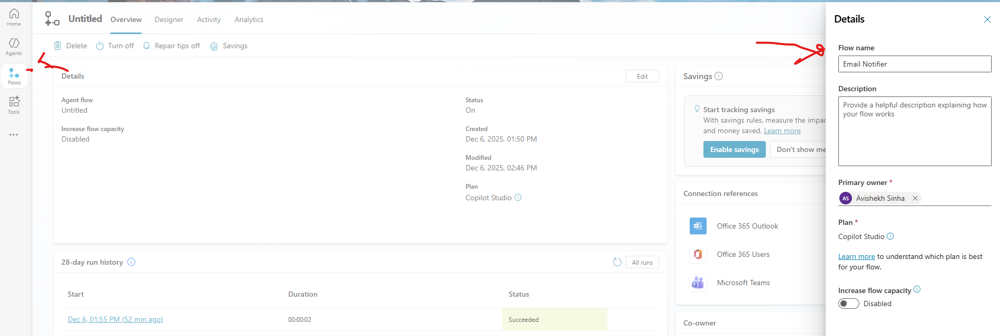 Home
Agents
Flows
Tools
Untitled
Overview
Designer
Activity
Analytics
Delete
Turn off
Repair tips off
Savings
Details
Edit
Agent flow
Untitled
Increase flow capacity
Disabled
Status
On
Created
Dec 6, 2025, 01:50 PM
Modified
Dec 6, 2025, 02:46 PM
Plan
Copilot Studio
28-day run history
All runs
Start
Duration
Status
Dec 6, 01:55 PM (52 min ago)
00:00:02
Succeeded
Savings
Start tracking savings
With savings rules, measure the impac
and money saved. Learn more
Enable savings
Don't show me
Connection references
Office 365 Outlook
Office 365 Users
Microsoft Teams
Co-owner
Details
Flow name
Email Notifier
Description
Provide a helpful description explaining how
your flow works
Primary owner *
AS
Avishekh Sinha
Plan *
Copilot Studio
Learn more to understand which plan is best
for your flow.
Increase flow capacity
Disabled